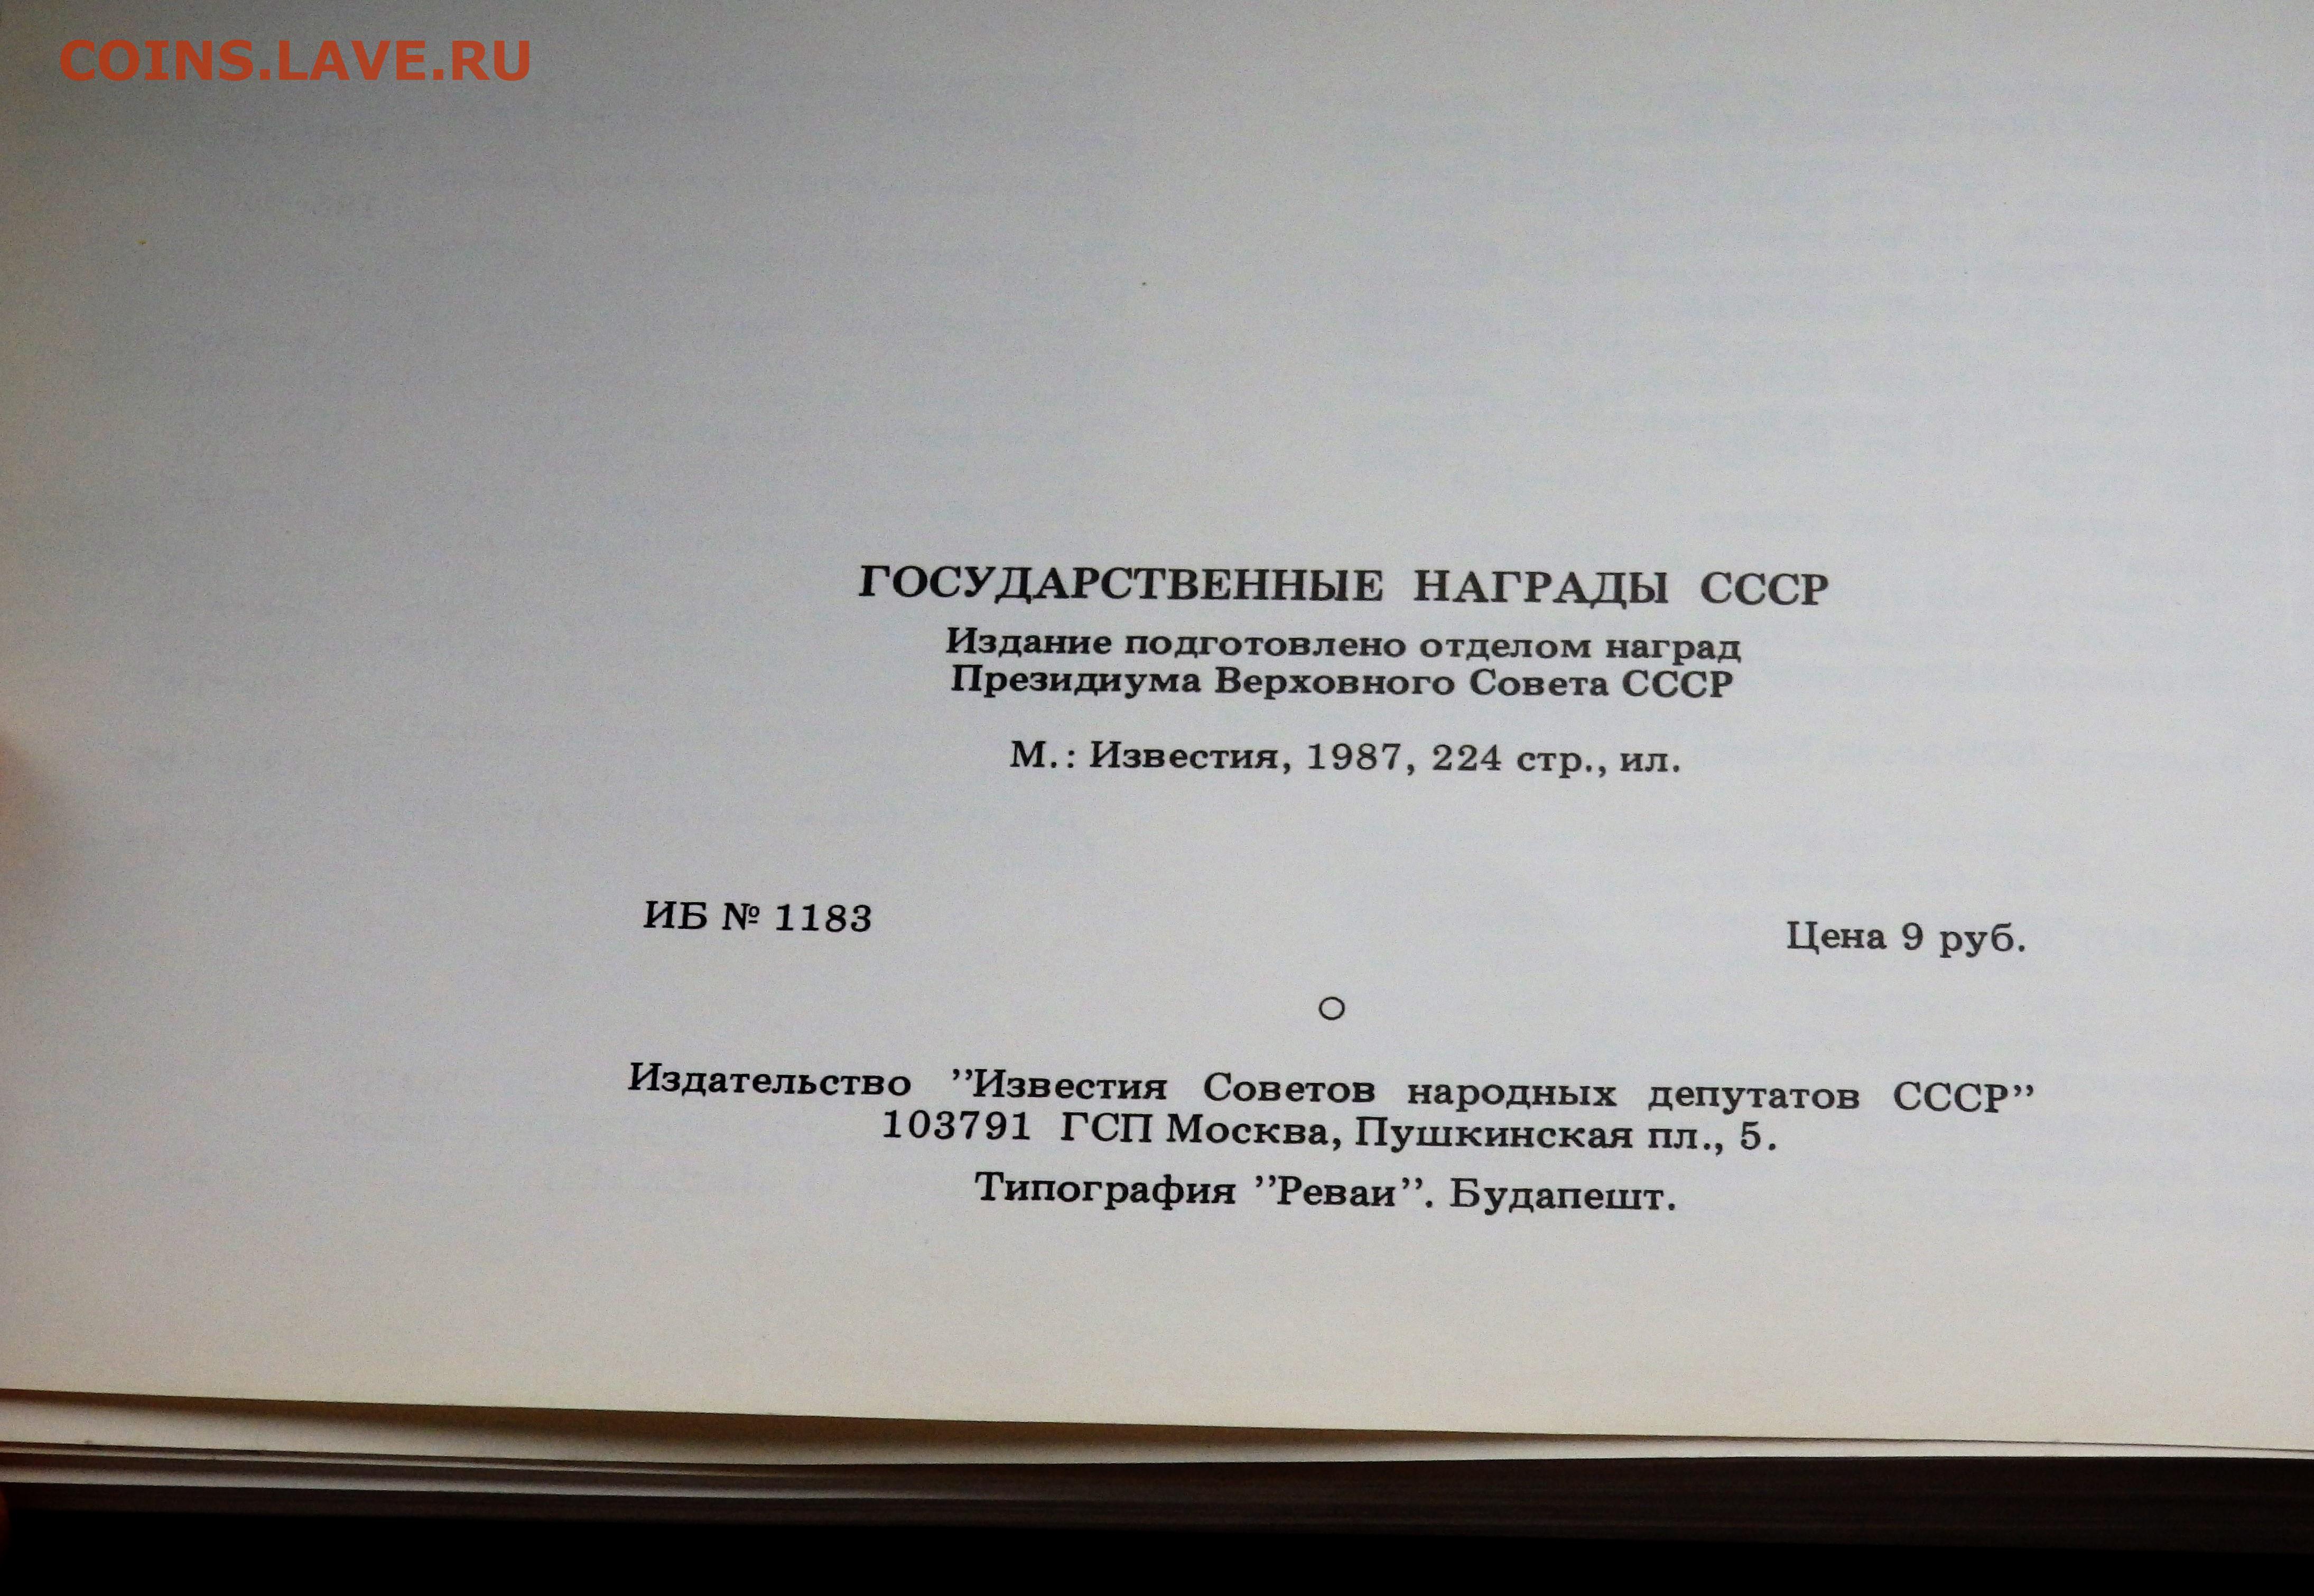 COINS.LAVE.RU
ГОСУДАРСТВЕННЫЕ НАГРАДЫ СССР
Издание подготовлено отделом наград
Президиума Верховного Совета СССР
М.: Известия, 1987, 224 стр., ил.
ИБ № 1183 Цена 9 руб.
Издательство ”Известия Советов народных депутатов СССР”
103791 ГСП Москва, Пушкинская пл., 5.
Типография ”Реваи”. Будапешт.